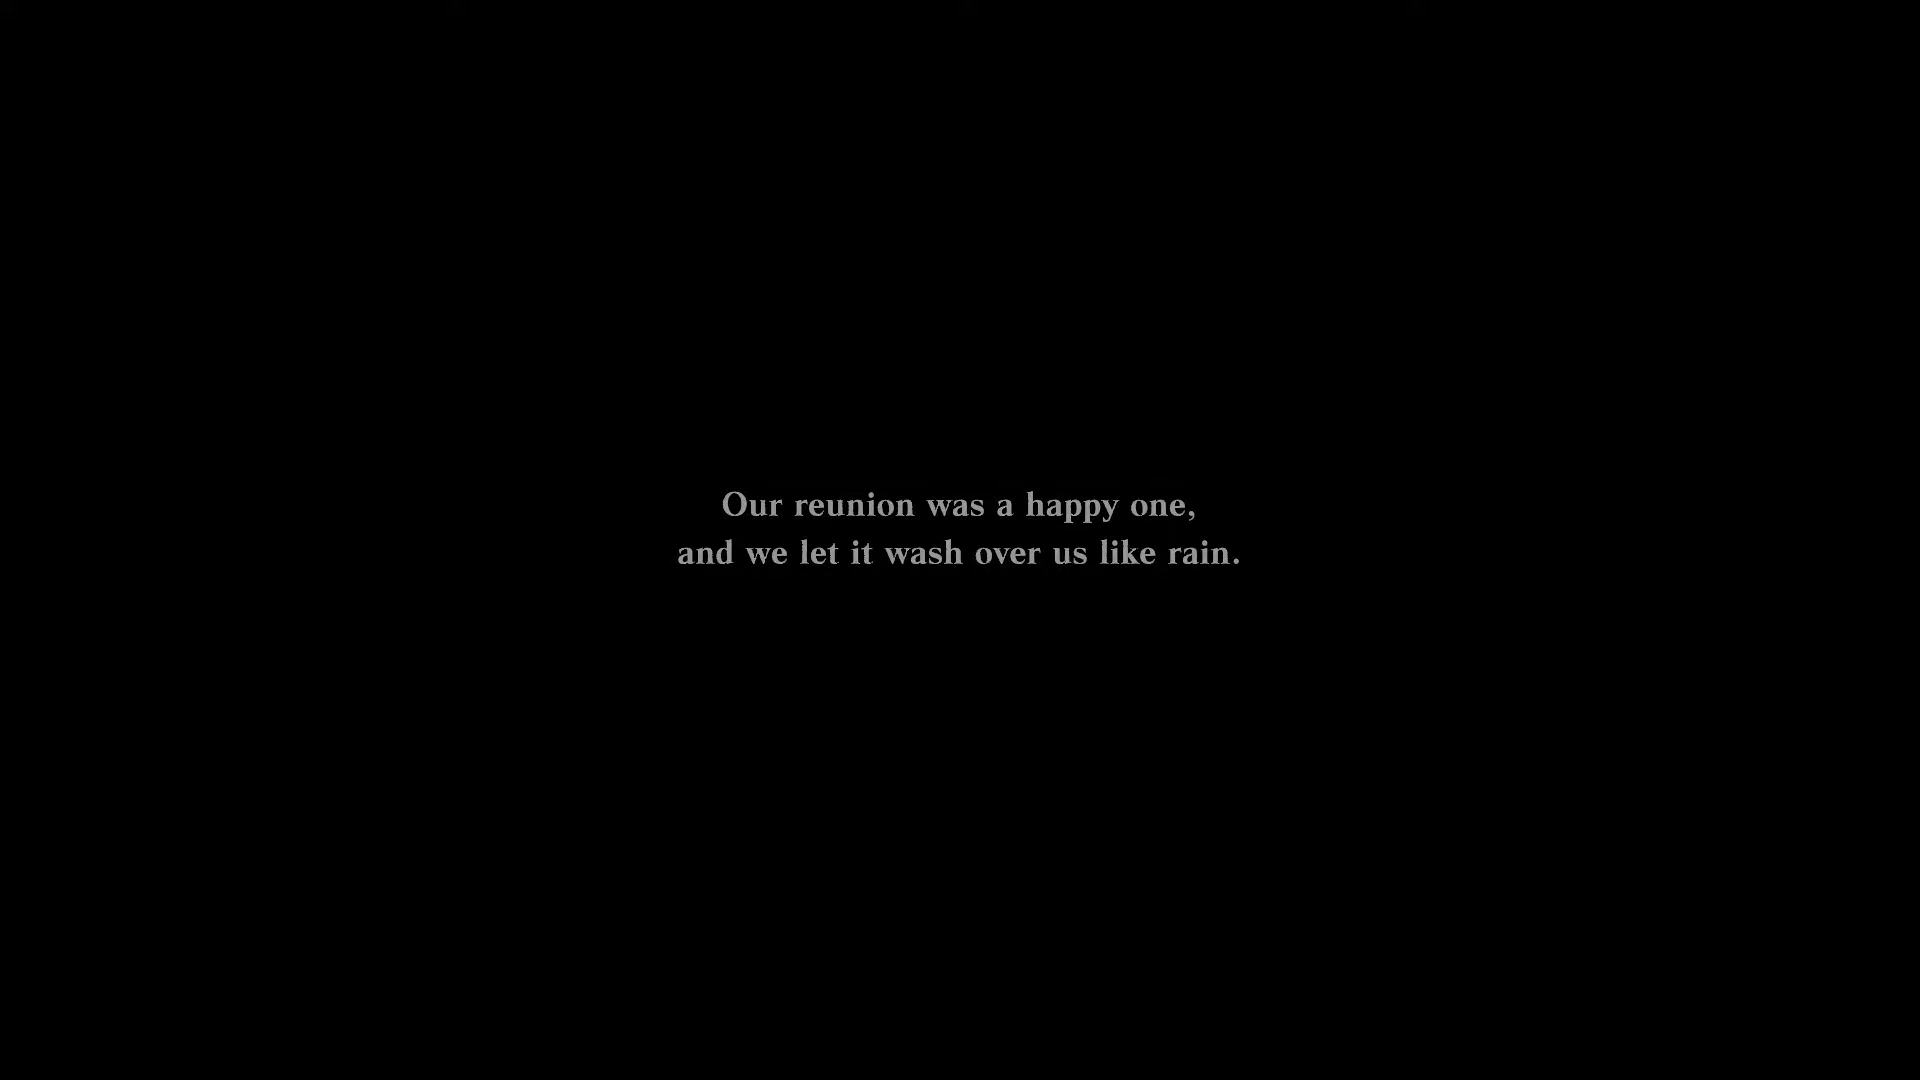 Our reunion was a happy one,
and we let it wash over us like rain.